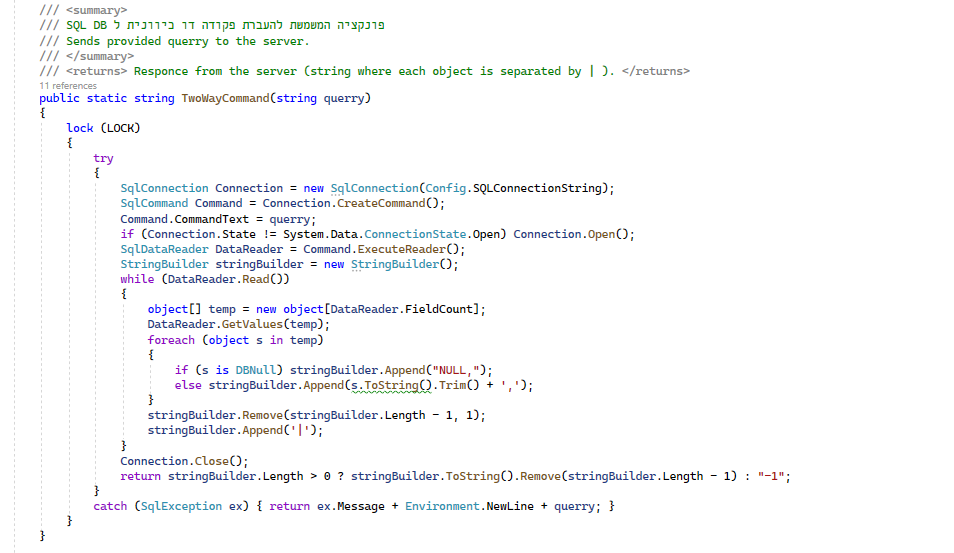 /// <summary>
/// פונקציה המשמשת להעברת פקודה דו כיוונית ל SQL DB
/// Sends provided querry to the server.
/// </summary>
/// <returns> Responce from the server (string where each object is separated by | ). </returns>
11 references
public static string TwoWayCommand(string querry)
{
lock (LOCK)
{
try
{
SqlConnection Connection = new SqlConnection(Config.SQLConnectionString);
SqlCommand Command = Connection.CreateCommand();
Command.CommandText = querry;
if (Connection.State != System.Data.ConnectionState.Open) Connection.Open();
SqlDataReader DataReader = Command.ExecuteReader();
StringBuilder stringBuilder = new StringBuilder();
while (DataReader.Read())
{
object[] temp = new object[DataReader.FieldCount];
DataReader.GetValues(temp);
foreach (object s in temp)
{
if (s is DBNull) stringBuilder.Append("NULL,");
else stringBuilder.Append(s.ToString().Trim() + ',');
}
stringBuilder.Remove(stringBuilder.Length - 1, 1);
stringBuilder.Append('|');
}
Connection.Close();
return stringBuilder.Length > 0 ? stringBuilder.ToString().Remove(stringBuilder.Length - 1) : "-1";
}
catch (SqlException ex) { return ex.Message + Environment.NewLine + querry; }
}
}